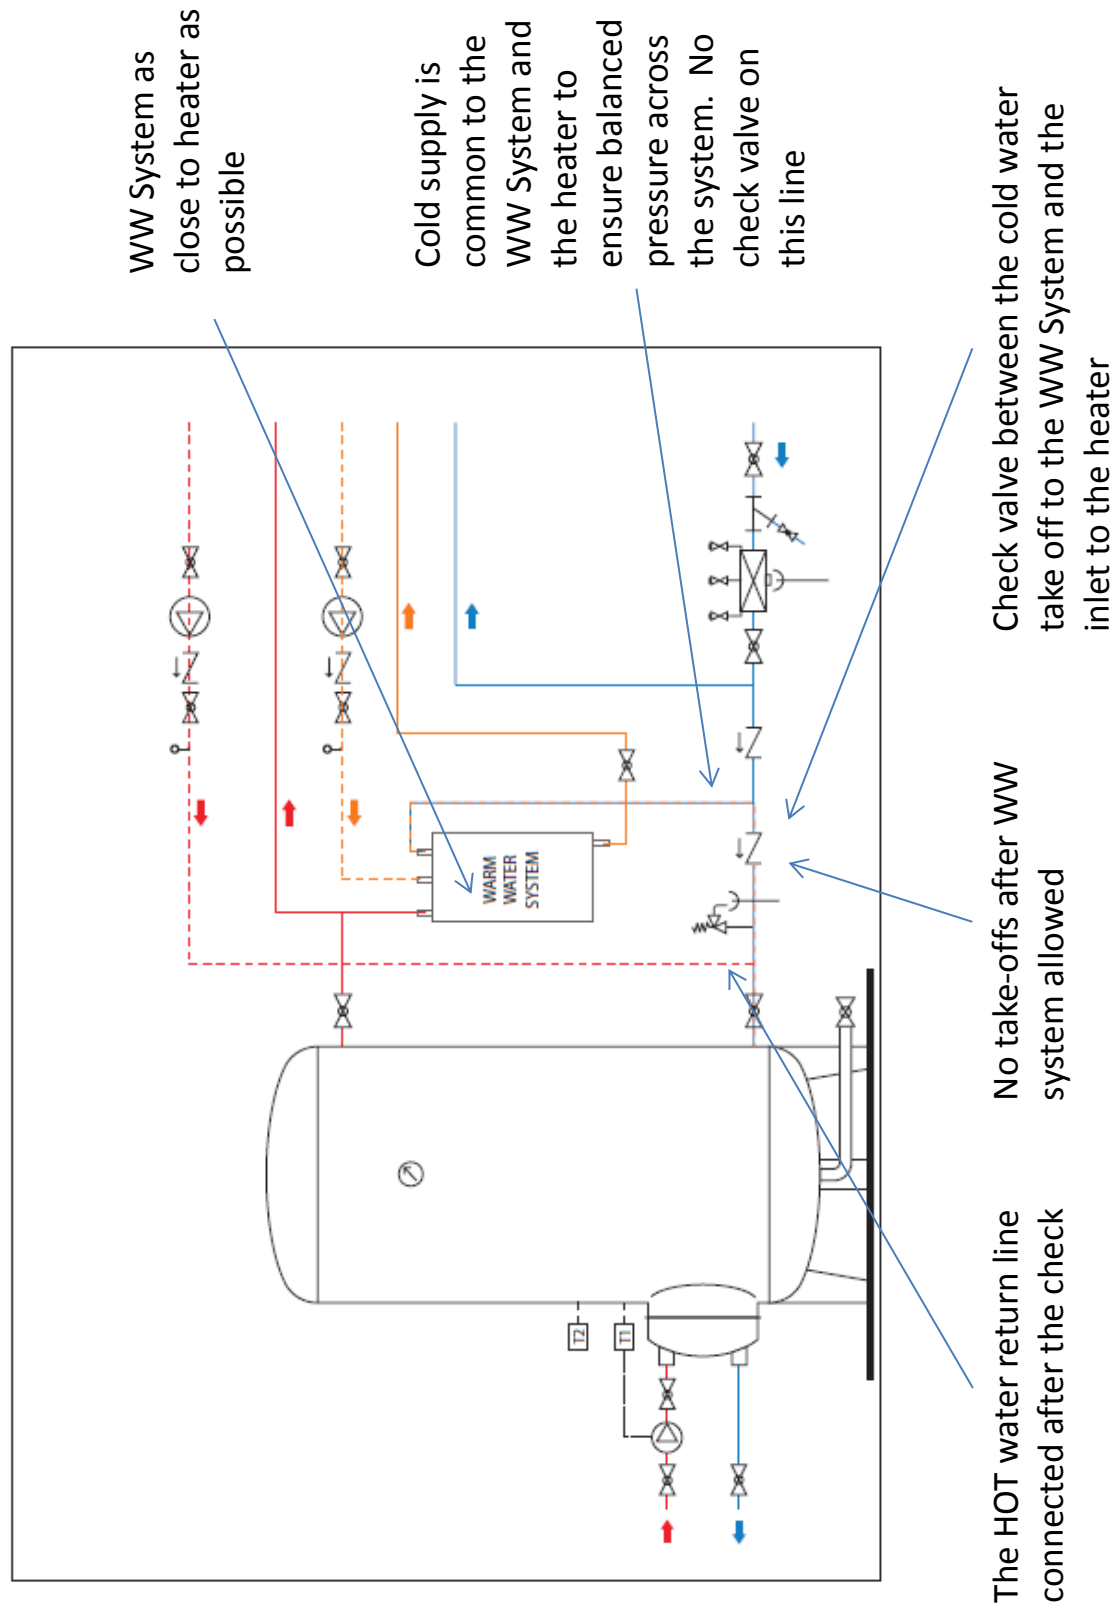 WW System as
close to heater as
possible
Cold supply is
common to the
WW System and
the heater to
ensure balanced
pressure across
the system. No
check valve on
this line
WARM
WATER
SYSTEM
T2
T1
The HOT water return line
connected after the check
No take-offs after WW
system allowed
Check valve between the cold water
take off to the WW System and the
inlet to the heater